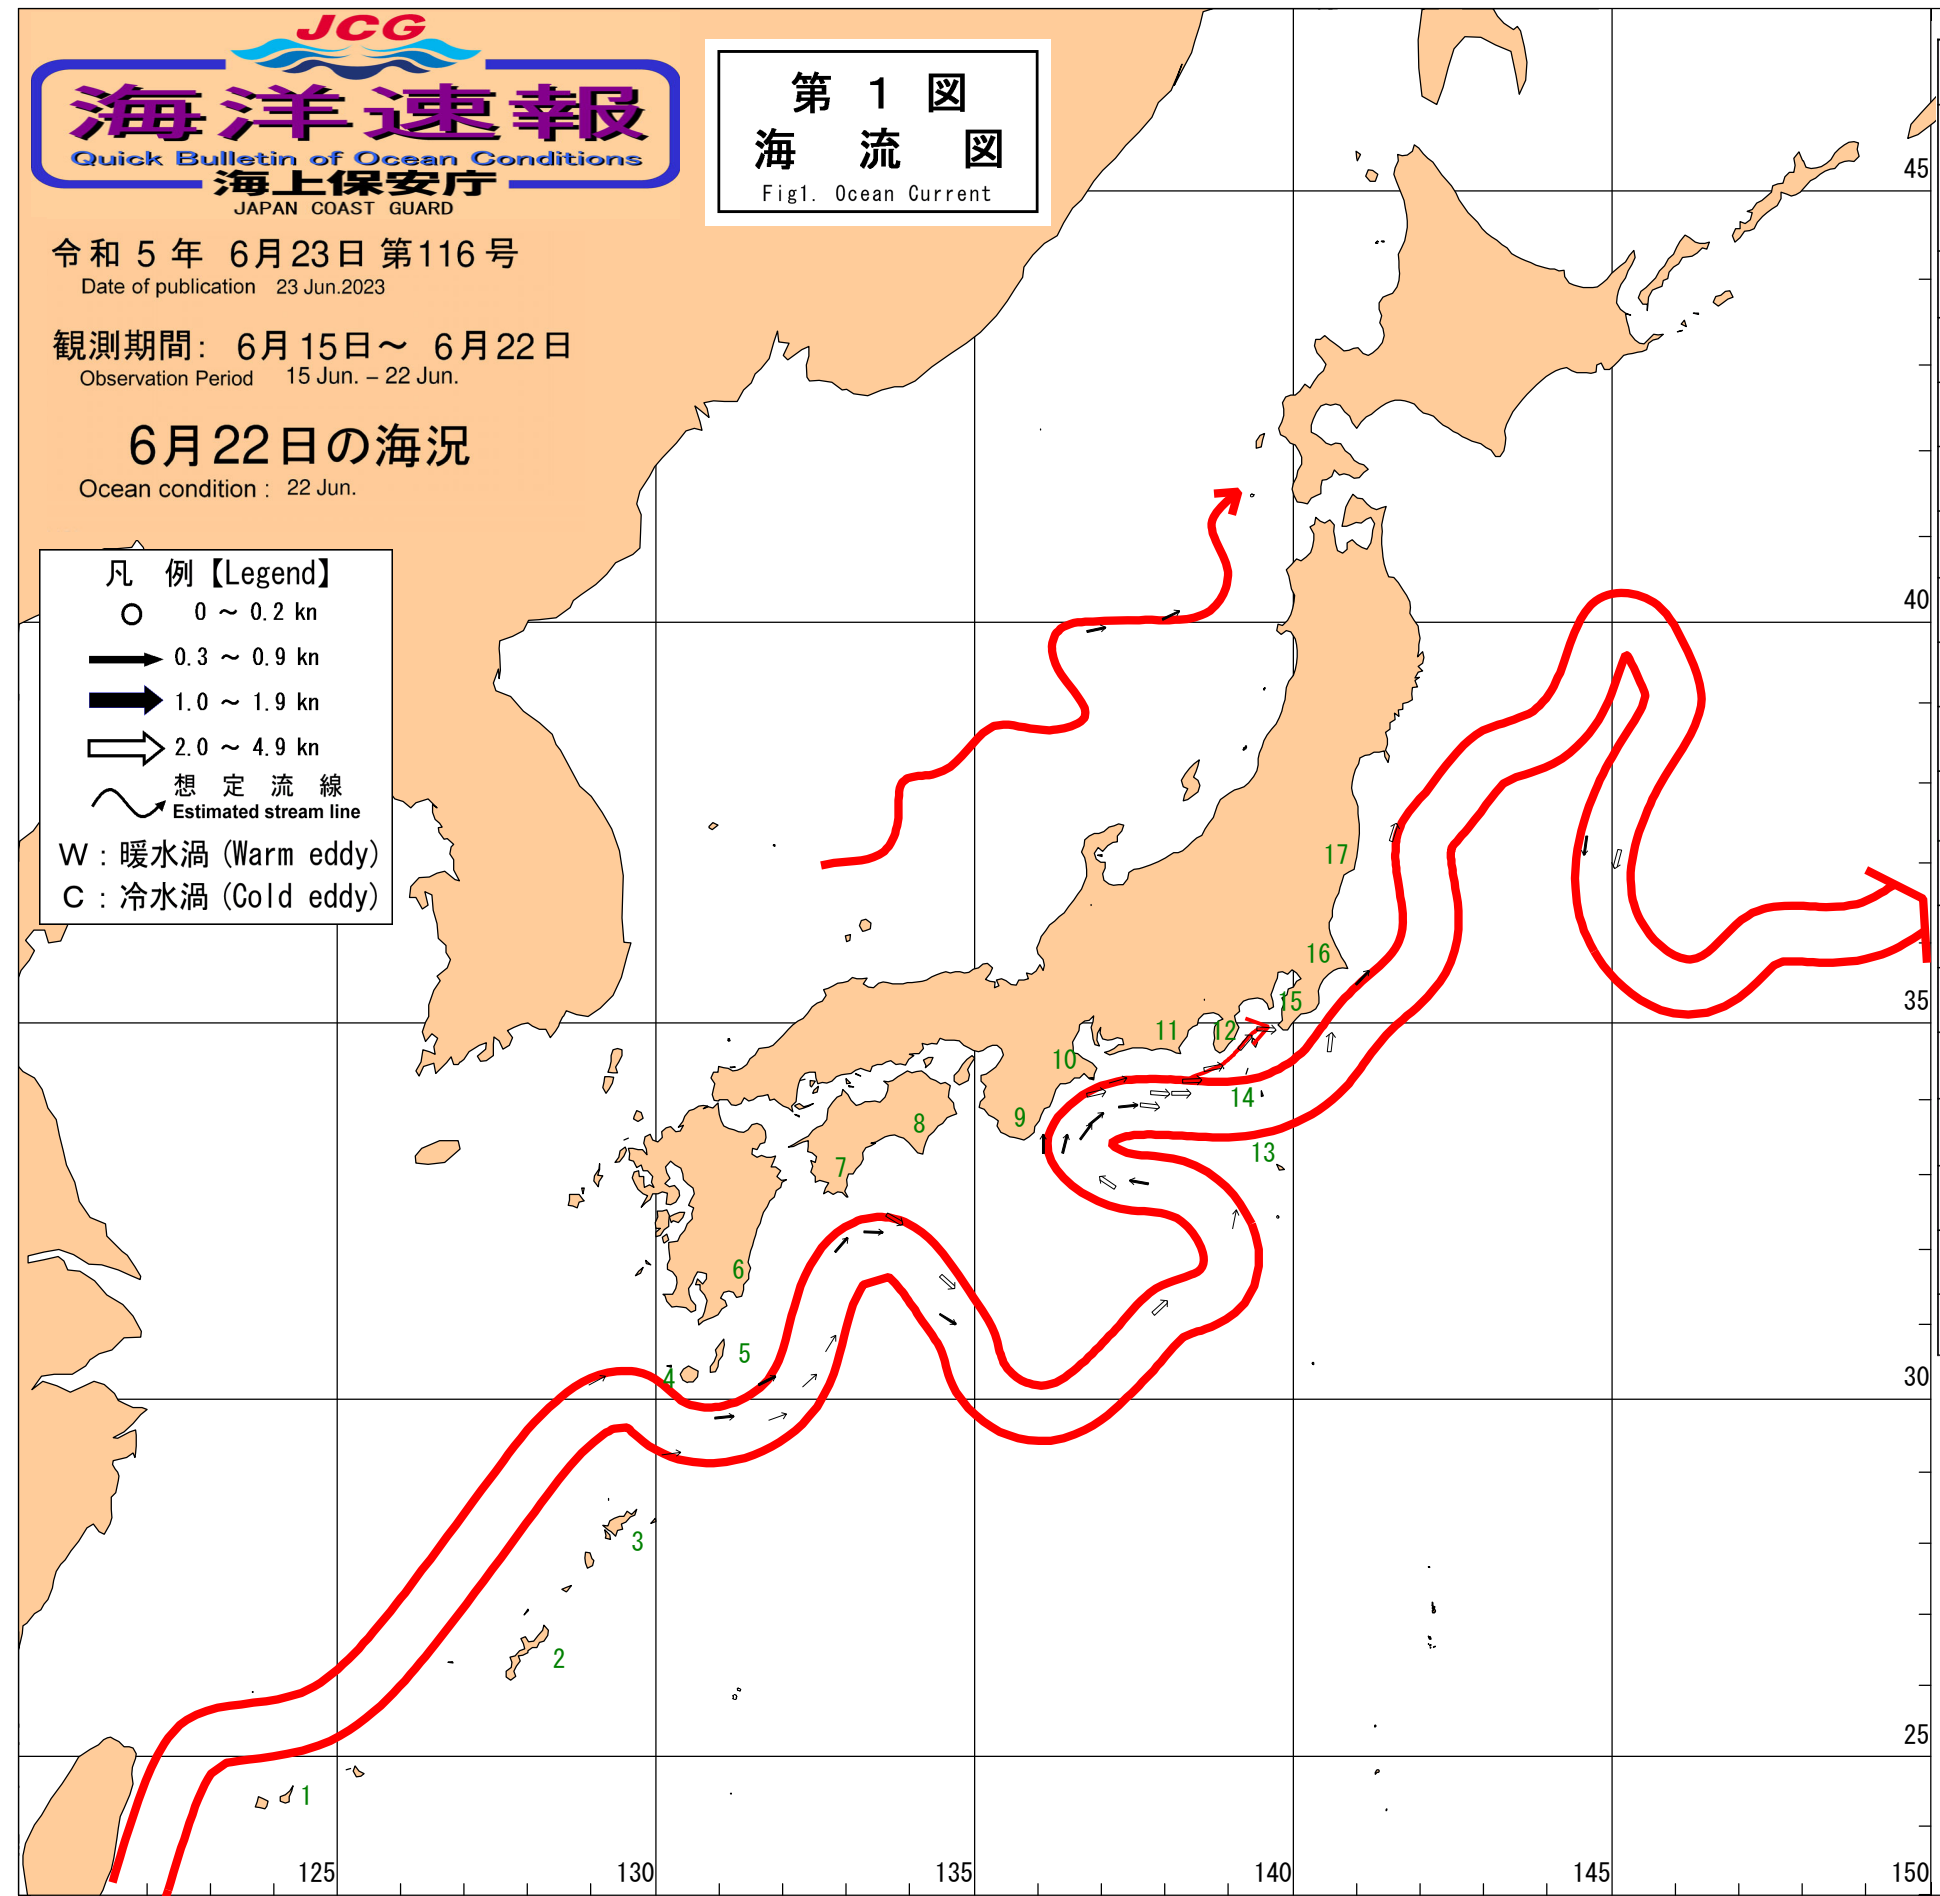 JCG
海洋速報
Quick Bulletin of Ocean Conditions
海上保安庁
JAPAN COAST GUARD
第 1 図
海 流 図
Fig1. Ocean Current
令和 5 年 6月23日 第116号
Date of publication 23 Jun.2023
観測期間: 6月15日～ 6月22日
Observation Period 15 Jun. – 22 Jun.
6月22日の海況
Ocean condition : 22 Jun.
凡 例【Legend】
0 ～ 0.2 kn
0.3 ～ 0.9 kn
1.0 ～ 1.9 kn
2.0 ～ 4.9 kn
想 定 流 線
Estimated stream line
W : 暖水渦 (Warm eddy)
C : 冷水渦 (Cold eddy)
45
40
35
30
25
17
16
15
12
11
10
14
9
8
13
7
6
5
4
3
2
1
125
130
135
140
145
150